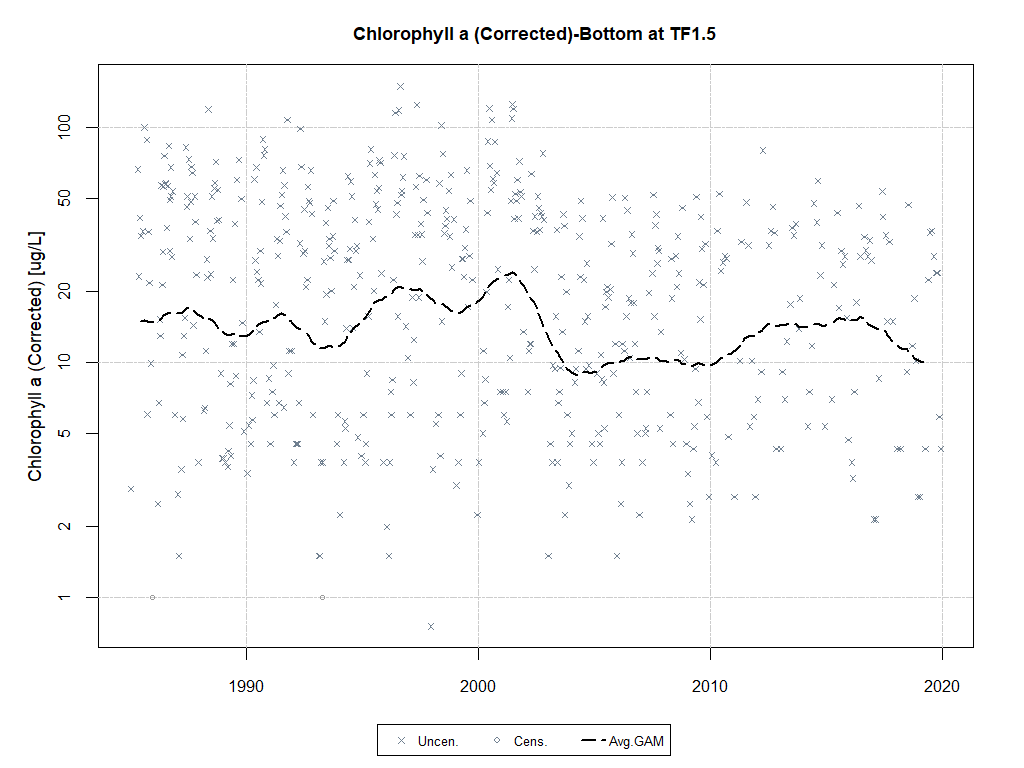 Chlorophyll a (Corrected)-Bottom at TF1.5
Chlorophyll a (Corrected) [ug/L]
100
50
20
10
5
2
1
1990 2000 2010 2020
Uncen. Cens. Avg.GAM